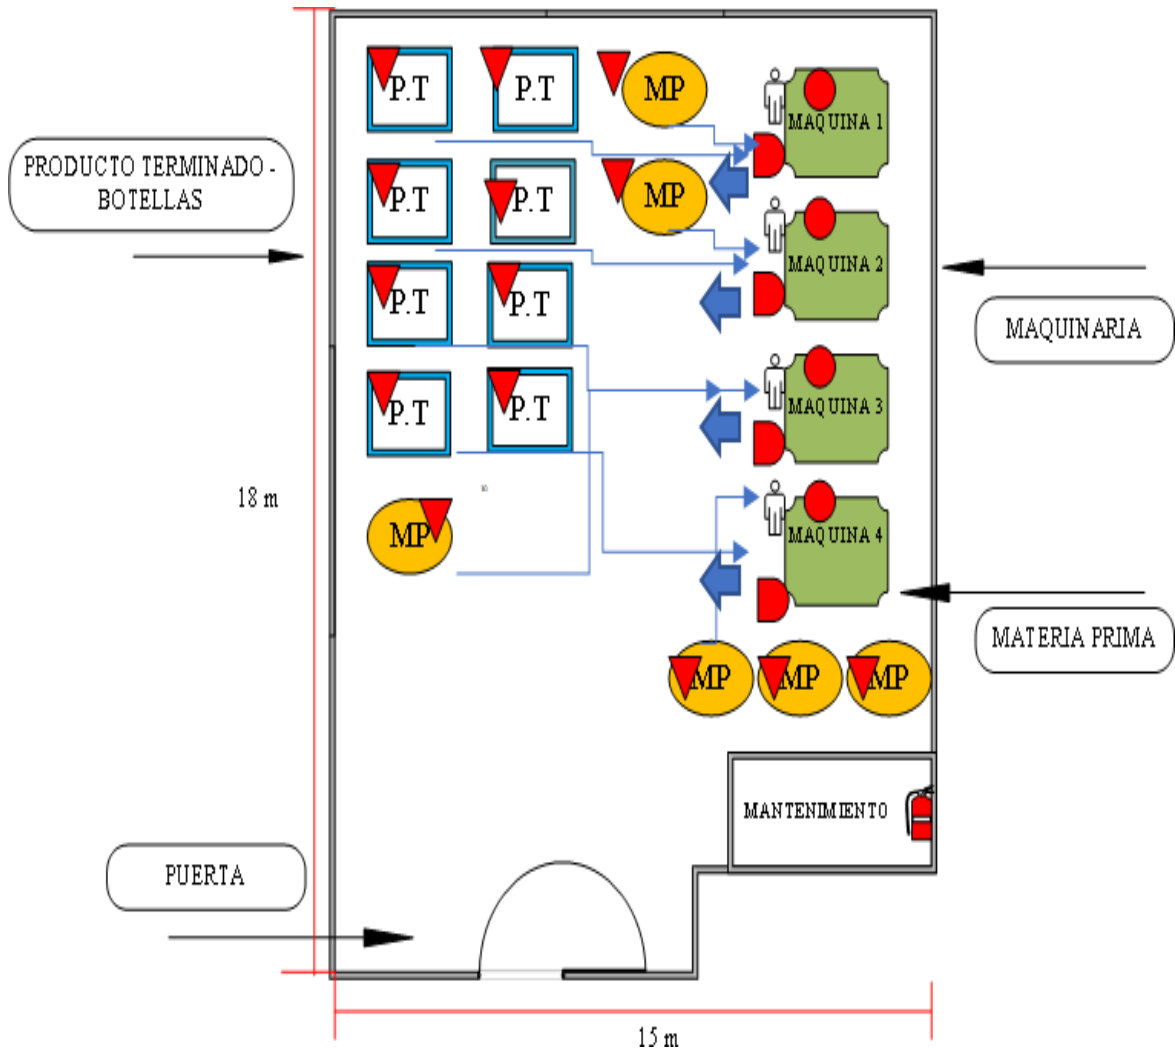 P.T
P.T
MP
MAQUINA 1
PRODUCTO TERMINADO -
BOTELLAS
P.T
P.T
MP
MAQUINA 2
P.T
P.T
MAQUINARIA
P.T
P.T
MAQUINA 3
18 m
MP
MAQUINA 4
MATERIA PRIMA
MP
MP
MP
MANTENIMIENTO
PUERTA
15 m